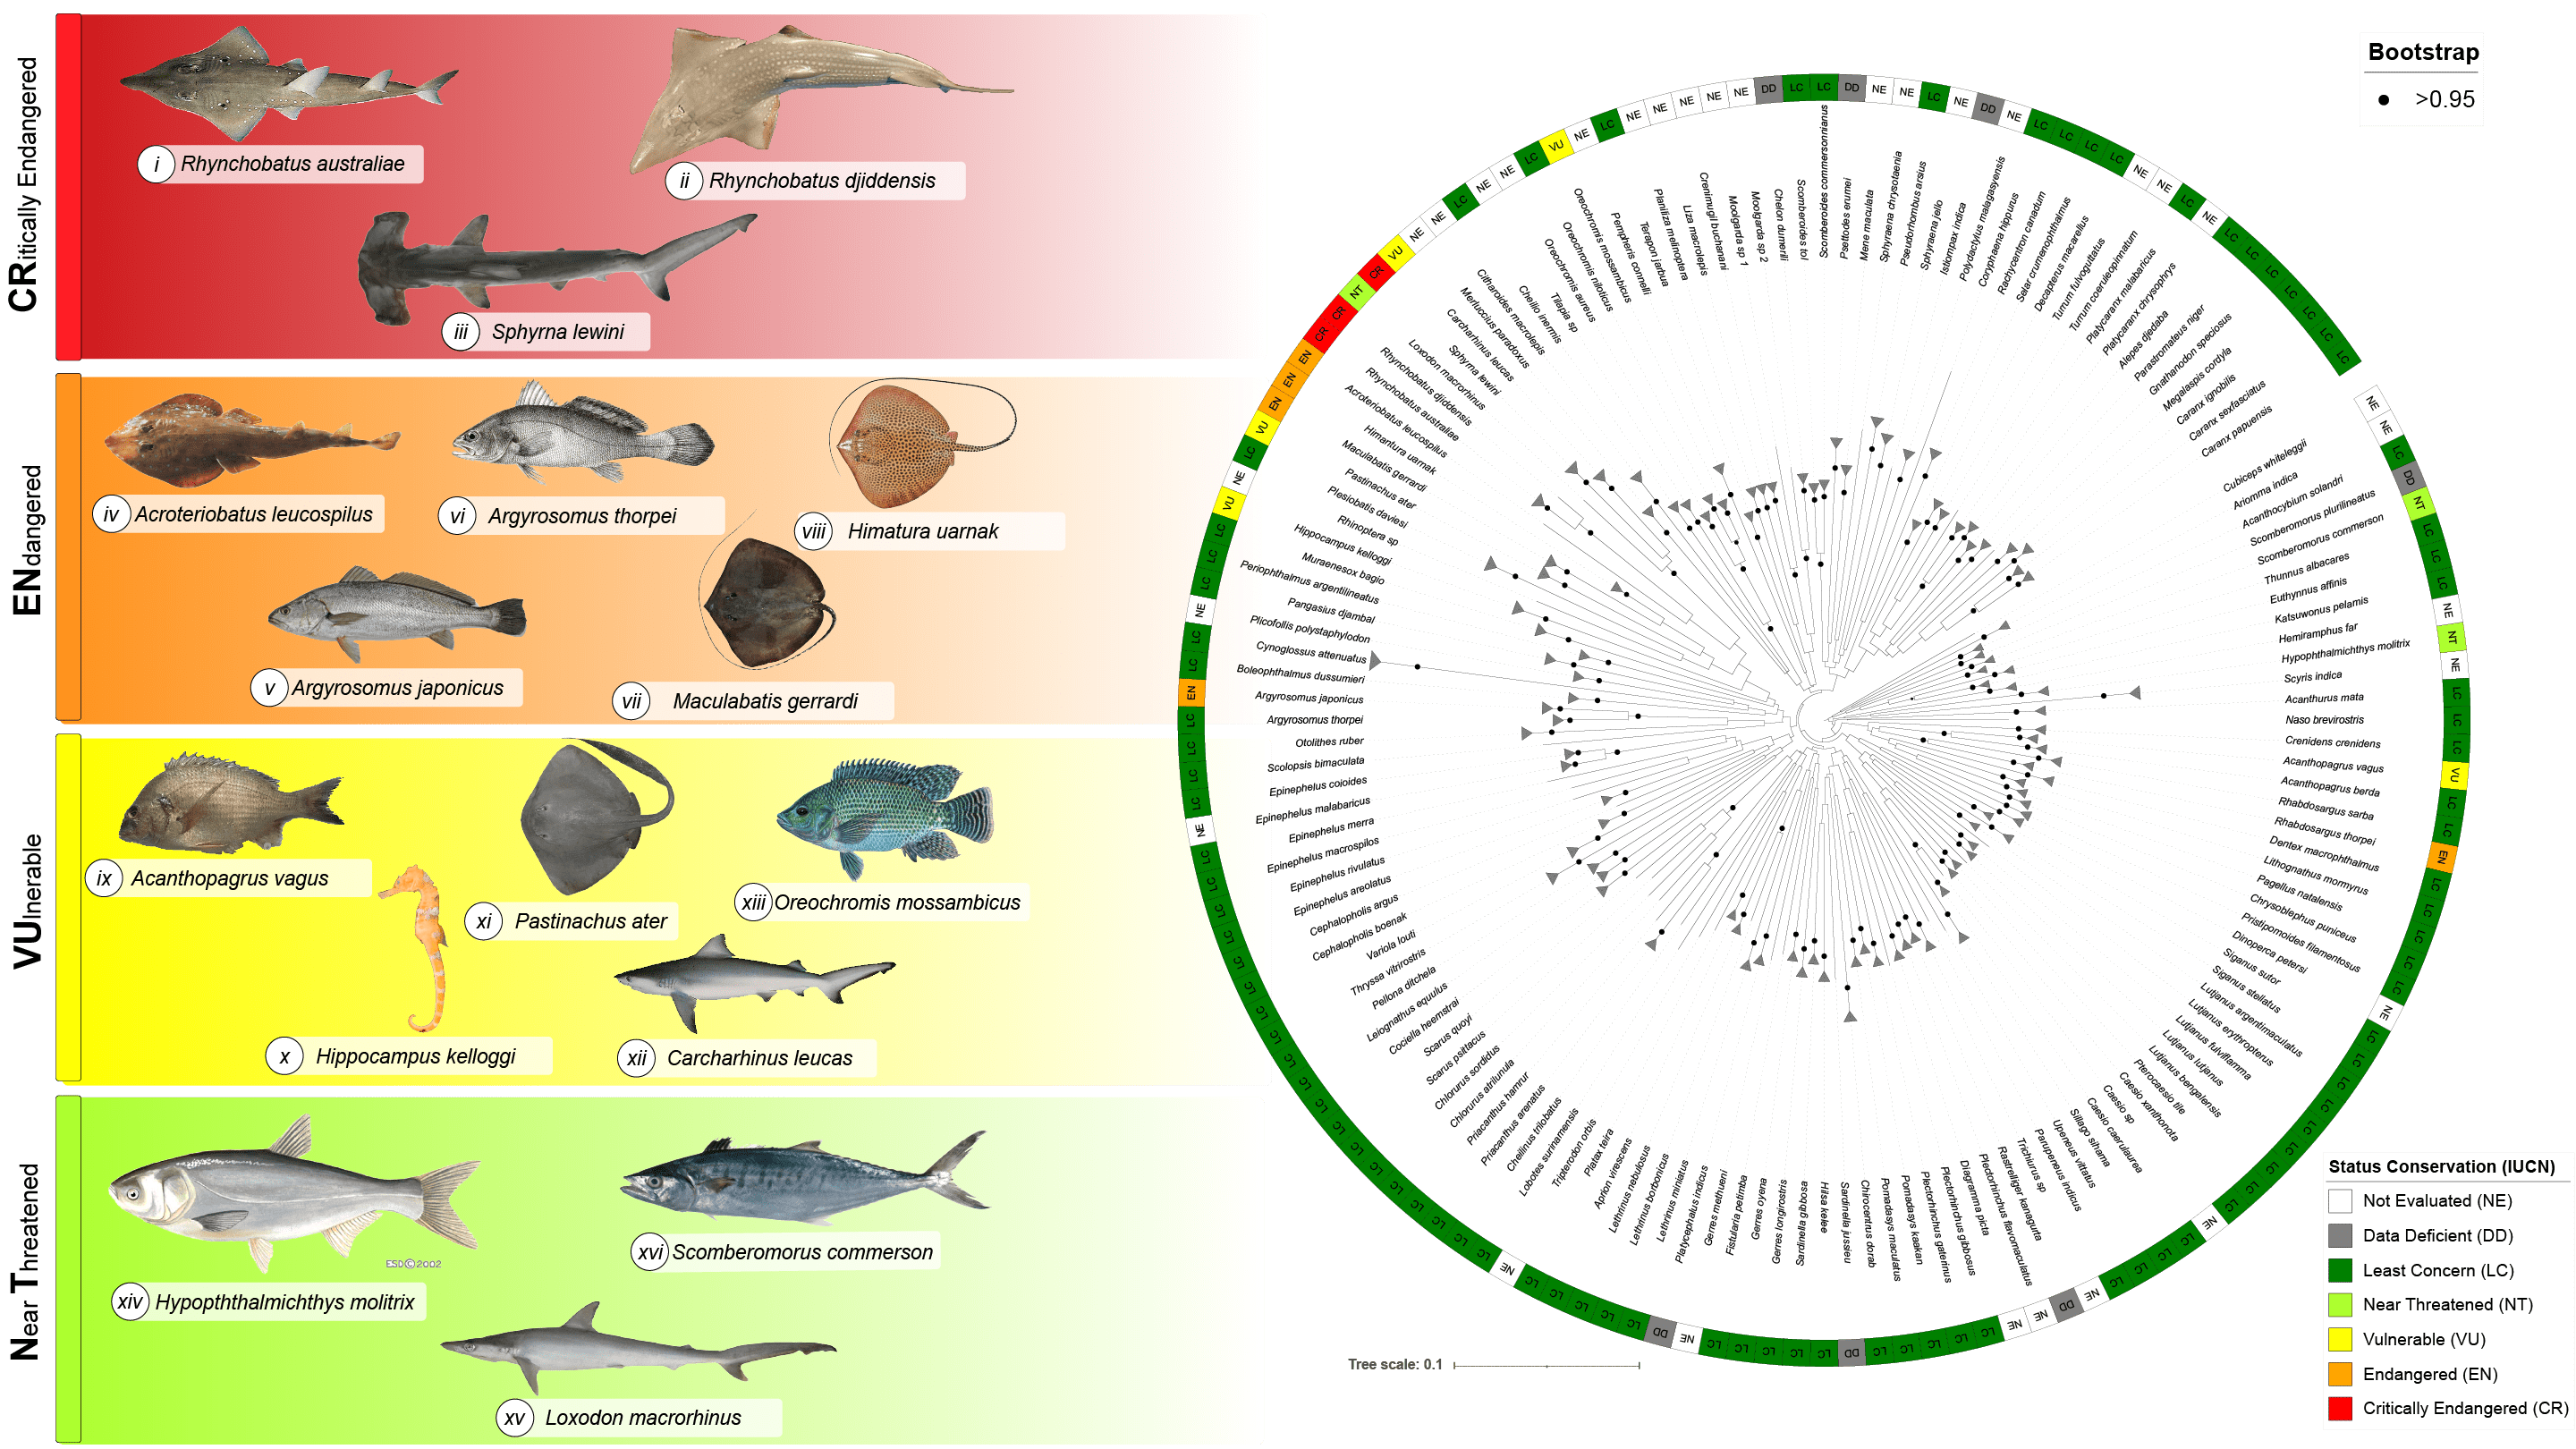 CRitically Endangered
i Rhynchobatus australiae
ii Rhynchobatus djiddensis
iii Sphyrna lewini
ENdangered
iv Acroteriobatus leucospilus
vi Argyrosomus thorpei
viii Himatura uarnak
v Argyrosomus japonicus
vii Maculabatis gerrardi
VUlnerable
ix Acanthopagrus vagus
xi Pastinachus ater
xiii Oreochromis mossambicus
x Hippocampus kelloggi
xii Carcharhinus leucas
Near Threatened
ESD©2002
xiv Hypopththalmichthys molitrix
xvi Scomberomorus commerson
xv Loxodon macrorhinus
Bootstrap
>0.95
Cubiceps whiteleggii
Ariomma indica
Acanthocybium solandri
Scomberomorus plurilineatus
Scomberomorus commerson
Thunnus albacares
Euthynnus affinis
Katsuwonus pelamis
Hemiramphus far
Hypophthalmichthys molitrix
Scyris indica
Acanthurus mata
Naso brevirostris
Crenidens crenidens
Acanthopagrus vagus
Acanthopagrus berda
Rhabdosargus sarba
Rhabdosargus thorpei
Dentex macrophthalmus
Lithognathus mormyrus
Pagellus natalensis
Chrysoblephus puniceus
Pristipomoides filamentosus
Dinoperca petersi
Siganus sutor
Siganus stellatus
Lutjanus argentimaculatus
Lutjanus erythropterus
Lutjanus fulviflamma
Lutjanus lutjanus
Lutjanus bengalensis
Pterocaesio tile
Caesio xanthonota
Caesio sp
Caesio caerulaurea
Sillago sihama
Upeneus vittatus
Parupeneus indicus
Trichiurus sp
Rastrelliger kanagurta
Plectorhinchus flavomaculatus
Diagramma picta
Plectorhinchus gibbosus
Plectorhinchus gaterinus
Pomadasys kaakan
Pomadasys maculatus
Chirocentrus dorab
Sardinella jussieu
Hilsa kelee
Sardinella gibbosa
Gerres longirostris
Gerres oyena
Fistularia petimba
Gerres methueni
Platycephalus indicus
Lethrinus miniatus
Lethrinus borbonicus
Lethrinus nebulosus
Aprion virescens
Platax teira
Tripterodon orbis
Lobotes surinamensis
Cheilinus trilobatus
Priacanthus arenatus
Priacanthus hamrur
Chlorurus atrilunula
Chlorurus sordidus
Scarus psittacus
Scarus quoyi
Cociella heemstrai
Leiognathus equulus
Pellona ditchela
Thryssa vitrirostris
Variola louti
Cephalopholis boenak
Cephalopholis argus
Epinephelus areolatus
Epinephelus rivulatus
Epinephelus macrospilos
Epinephelus merra
Epinephelus malabaricus
Epinephelus coioides
Scolopsis bimaculata
Otolithes ruber
Argyrosomus thorpei
Argyrosomus japonicus
Boleophthalmus dussumieri
Cynoglossus attenuatus
Plicofollis polystaphylodon
Pangasius djambal
Periophthalmus argentilineatus
Muraenesox bagio
Hippocampus kelloggi
Rhinoptera sp
Plesiobatis daviesi
Pastinachus ater
Maculabatis gerrardi
Himantura uarnak
Acroteriobatus leucospilus
Rhynchobatus australiae
Rhynchobatus djiddensis
Loxodon macrorhinus
Sphyrna lewini
Carcharhinus leucas
Merluccius paradoxus
Citharoides macrolepis
Cheilio inermis
Tilapia sp
Oreochromis aureus
Oreochromis niloticus
Oreochromis mossambicus
Pempheris connelli
Terapon jarbua
Planiliza melinoptera
Liza macrolepis
Crenimugil buchanani
Moolgarda sp 1
Moolgarda sp 2
Chelon dumerili
Scomberoides tol
Scomberoides commersonnianus
Psettodes erumei
Mene maculata
Sphyraena chrysotaenia
Pseudorhombus arsius
Sphyraena jello
Istiompax indica
Polydactylus malagasyensis
Coryphaena hippurus
Rachycentron canadum
Selar crumenophthalmus
Decapterus macarellus
Turrum fulvoguttatus
Turrum coeruleopinnatum
Platycaranx malabaricus
Platycaranx chrysophrys
Alepes djedaba
Parastromateus niger
Gnathanodon speciosus
Megalaspis cordyla
Caranx ignobilis
Caranx sexfasciatus
Caranx papuensis
Tree scale: 0.1
Status Conservation (IUCN)
Not Evaluated (NE)
Data Deficient (DD)
Least Concern (LC)
Near Threatened (NT)
Vulnerable (VU)
Endangered (EN)
Critically Endangered (CR)